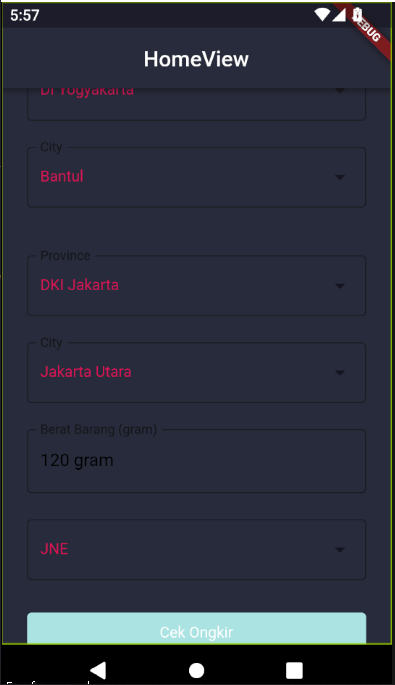 5:57
DEBUG
HomeView
DI Yogyakarta
City
Bantul
Province
DKI Jakarta
City
Jakarta Utara
Berat Barang (gram)
120 gram
JNE
Cek Ongkir